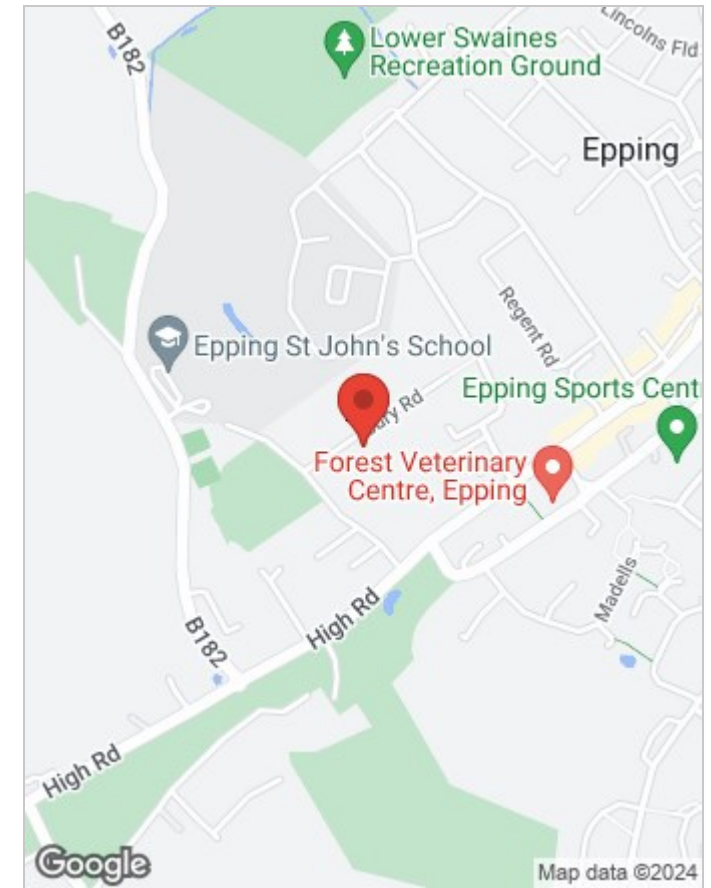 B182
Lower Swaines
Recreation Ground
Lincolns Fld
Epping
Regent Rd
Epping St John's School
Epping Sports Cent
Forest Veterinary
Centre, Epping
High Rd
Madells
B182
High Rd
Google
Map data ©2024